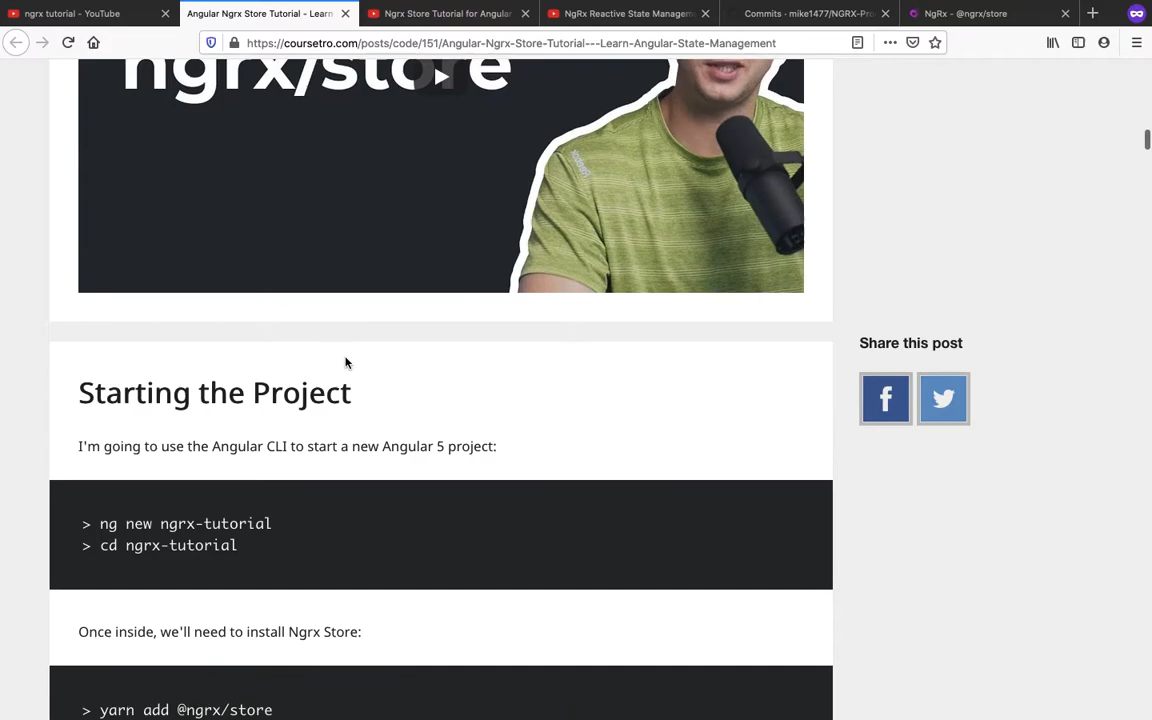 ngrx tutorial - YouTube
Angular Ngrx Store Tutorial - Learn
Ngrx Store Tutorial for Angular
NgRx Reactive State Managem
Commits · mike1477/NGRX-Pro
NgRx - @ngrx/store
https://coursetro.com/posts/code/151/Angular-Ngrx-Store-Tutorial---Learn-Angular-State-Management
ngrx/store
Share this post
Starting the Project
I'm going to use the Angular CLI to start a new Angular 5 project:
> ng new ngrx-tutorial
> cd ngrx-tutorial
Once inside, we'll need to install Ngrx Store:
> yarn add @ngrx/store